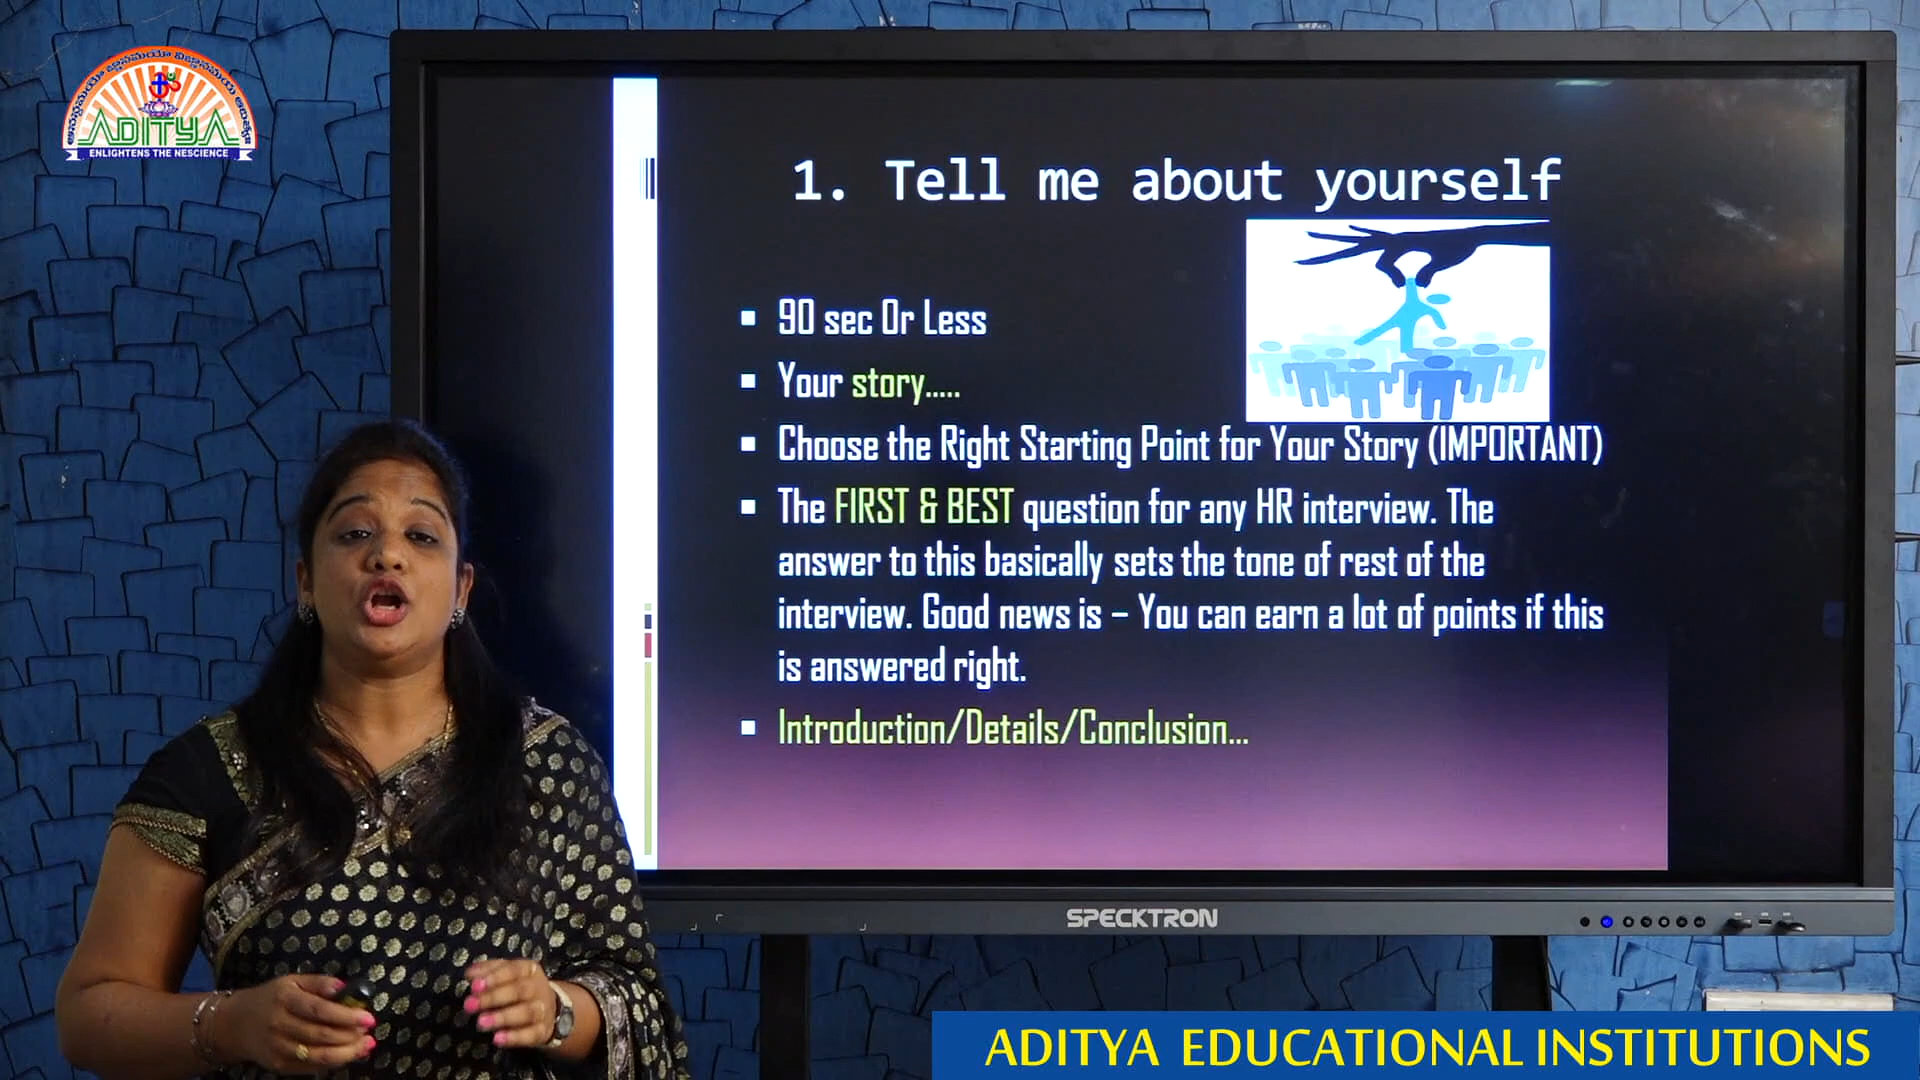 ADITYA
ENLIGHTENS THE NESCIENCE
1. Tell me about yourself
90 sec Or Less
Your story.....
Choose the Right Starting Point for Your Story (IMPORTANT)
The FIRST & BEST question for any HR interview. The
answer to this basically sets the tone of rest of the
interview. Good news is – You can earn a lot of points if this
is answered right.
Introduction/Details/Conclusion...
SPECKTRON
ADITYA EDUCATIONAL INSTITUTIONS